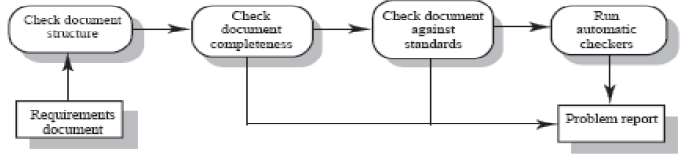 Check document
structure
Check
document
completeness
Check document
against
standards
Run
automatic
checkers
Requirements
document
Problem report